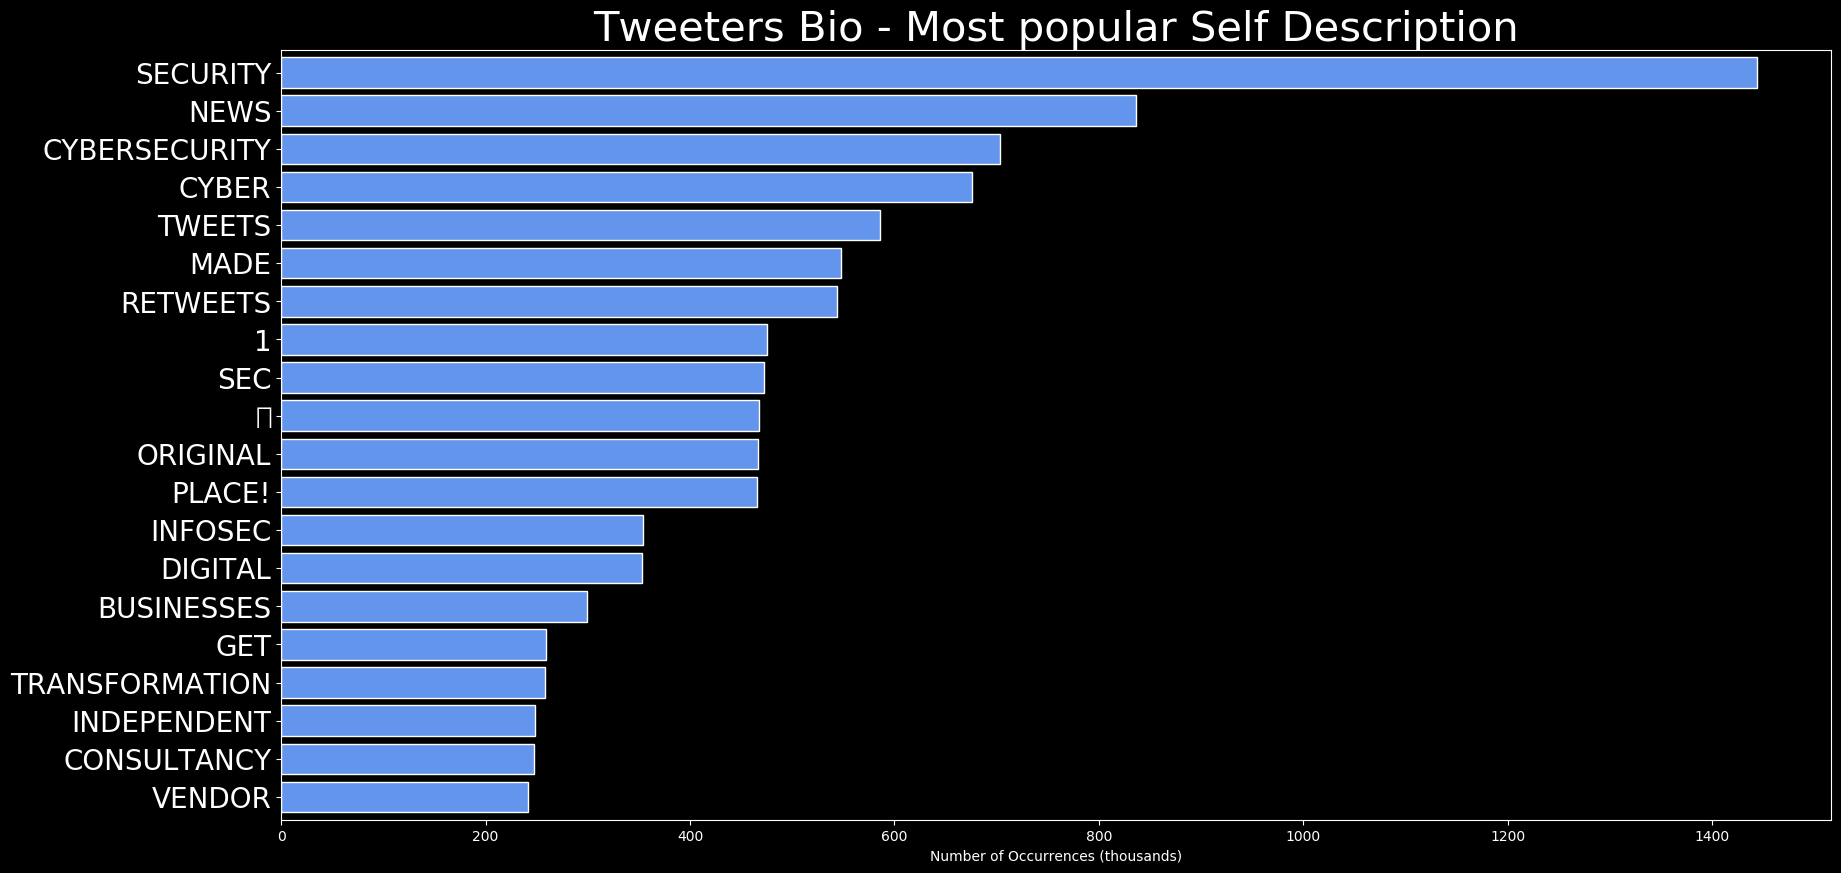 Tweeters Bio - Most popular Self Description
SECURITY
NEWS
CYBERSECURITY
CYBER
TWEETS
MADE
RETWEETS
1
SEC
ORIGINAL
PLACE!
INFOSEC
DIGITAL
BUSINESSES
GET
TRANSFORMATION
INDEPENDENT
CONSULTANCY
VENDOR
0 200 400 600 800 1000 1200 1400
Number of Occurrences (thousands)